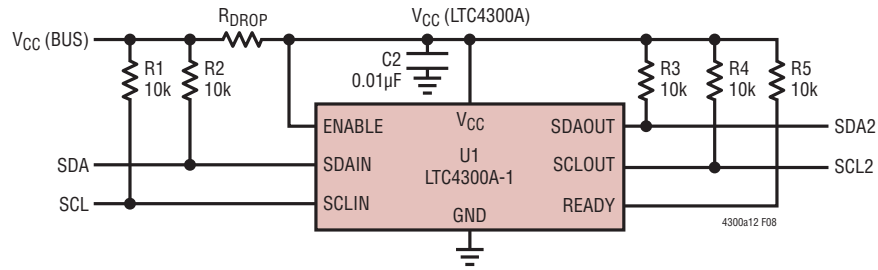 RDROP
VCC (LTC4300A)
VCC (BUS)
R1
10k
R2
10k
C2
0.01µF
R3
10k
R4
10k
R5
10k
ENABLE
VCC
SDAOUT
SDA2
SDA
SDAIN
U1
LTC4300A-1
SCLOUT
SCL2
SCL
SCLIN
GND
READY
4300a12 F08